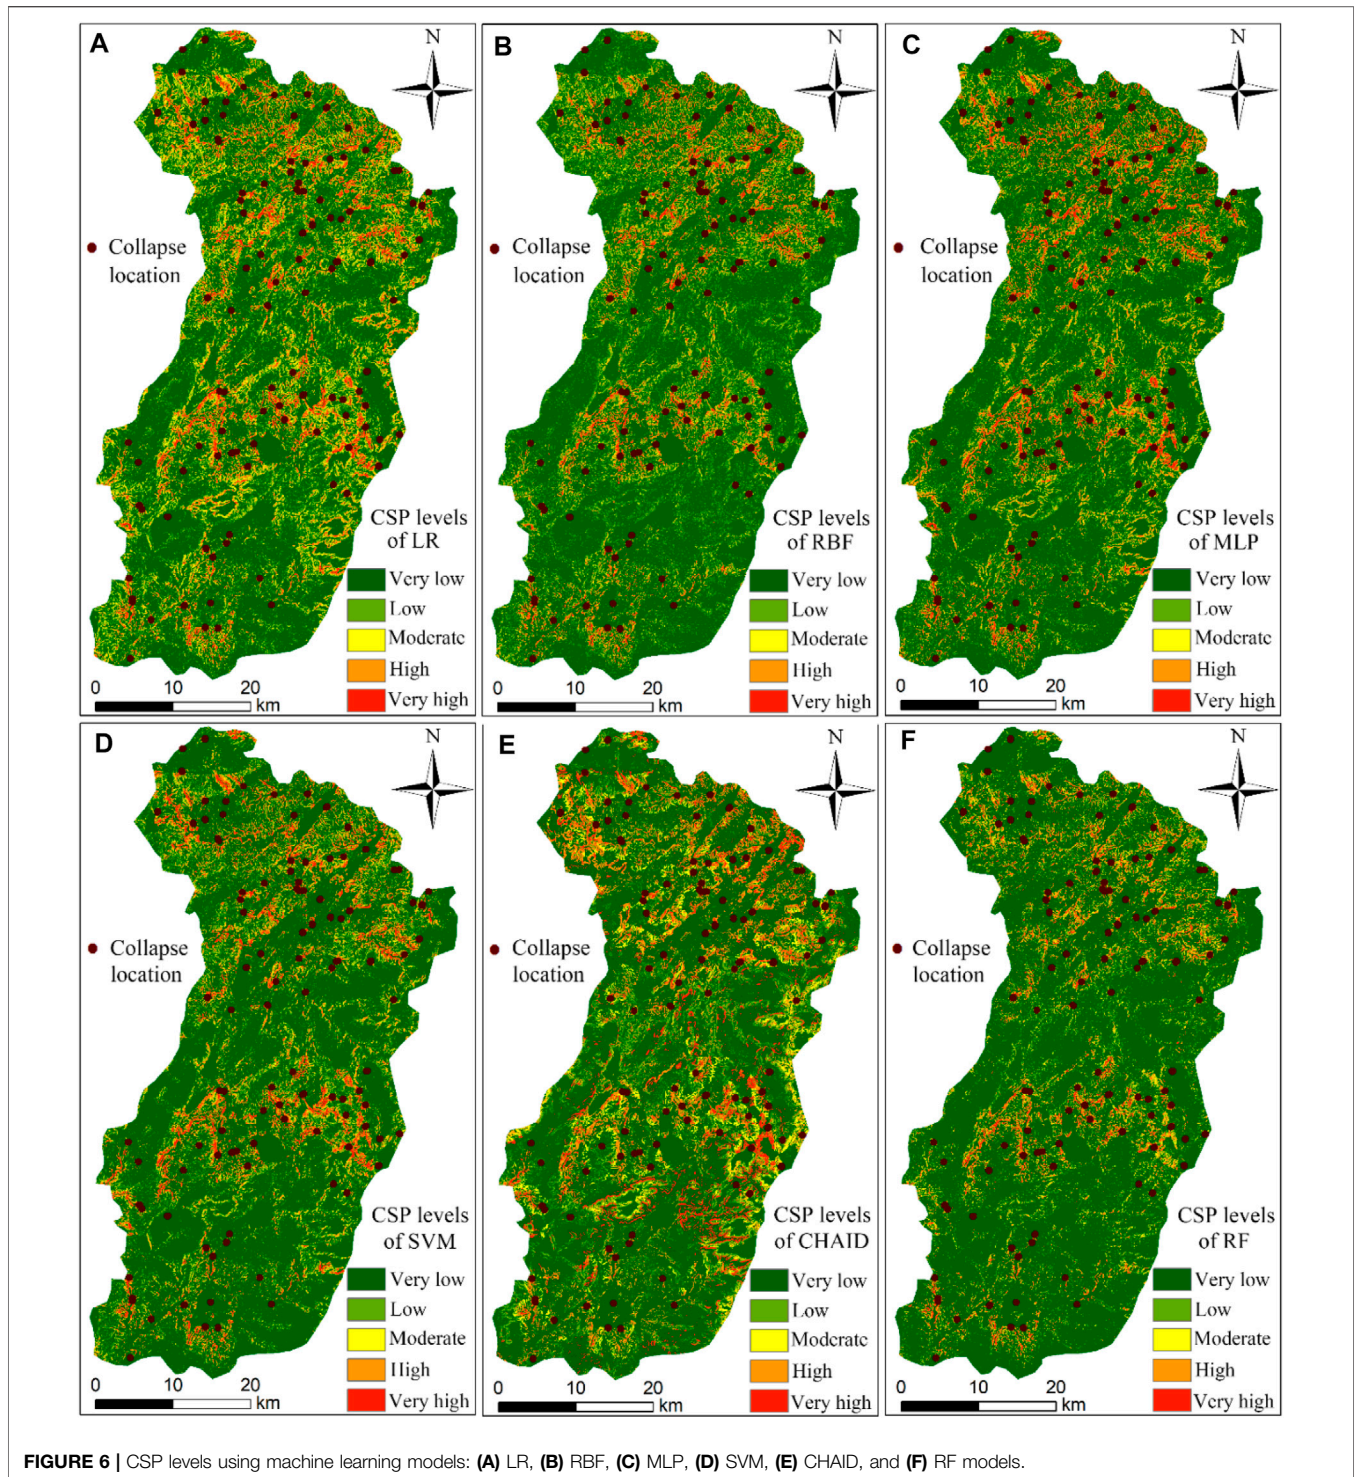 A
N
Collapse
location
CSP levels
of LR
Very low
Low
Moderate
High
Very high
0 10 20
km
B
N
Collapse
location
CSP levels
of RBF
Very low
Low
Moderate
High
Very high
0 10 20
km
C
N
Collapse
location
CSP levels
of MLP
Very low
Low
Moderate
High
Very high
0 10 20
km
D
N
Collapse
location
CSP levels
of SVM
Very low
Low
Moderate
High
Very high
0 10 20
km
E
N
Collapse
location
CSP levels
of CHAID
Very low
Low
Moderate
High
Very high
0 10 20
km
F
N
Collapse
location
CSP levels
of RF
Very low
Low
Moderate
High
Very high
0 10 20
km
FIGURE 6 | CSP levels using machine learning models: (A) LR, (B) RBF, (C) MLP, (D) SVM, (E) CHAID, and (F) RF models.